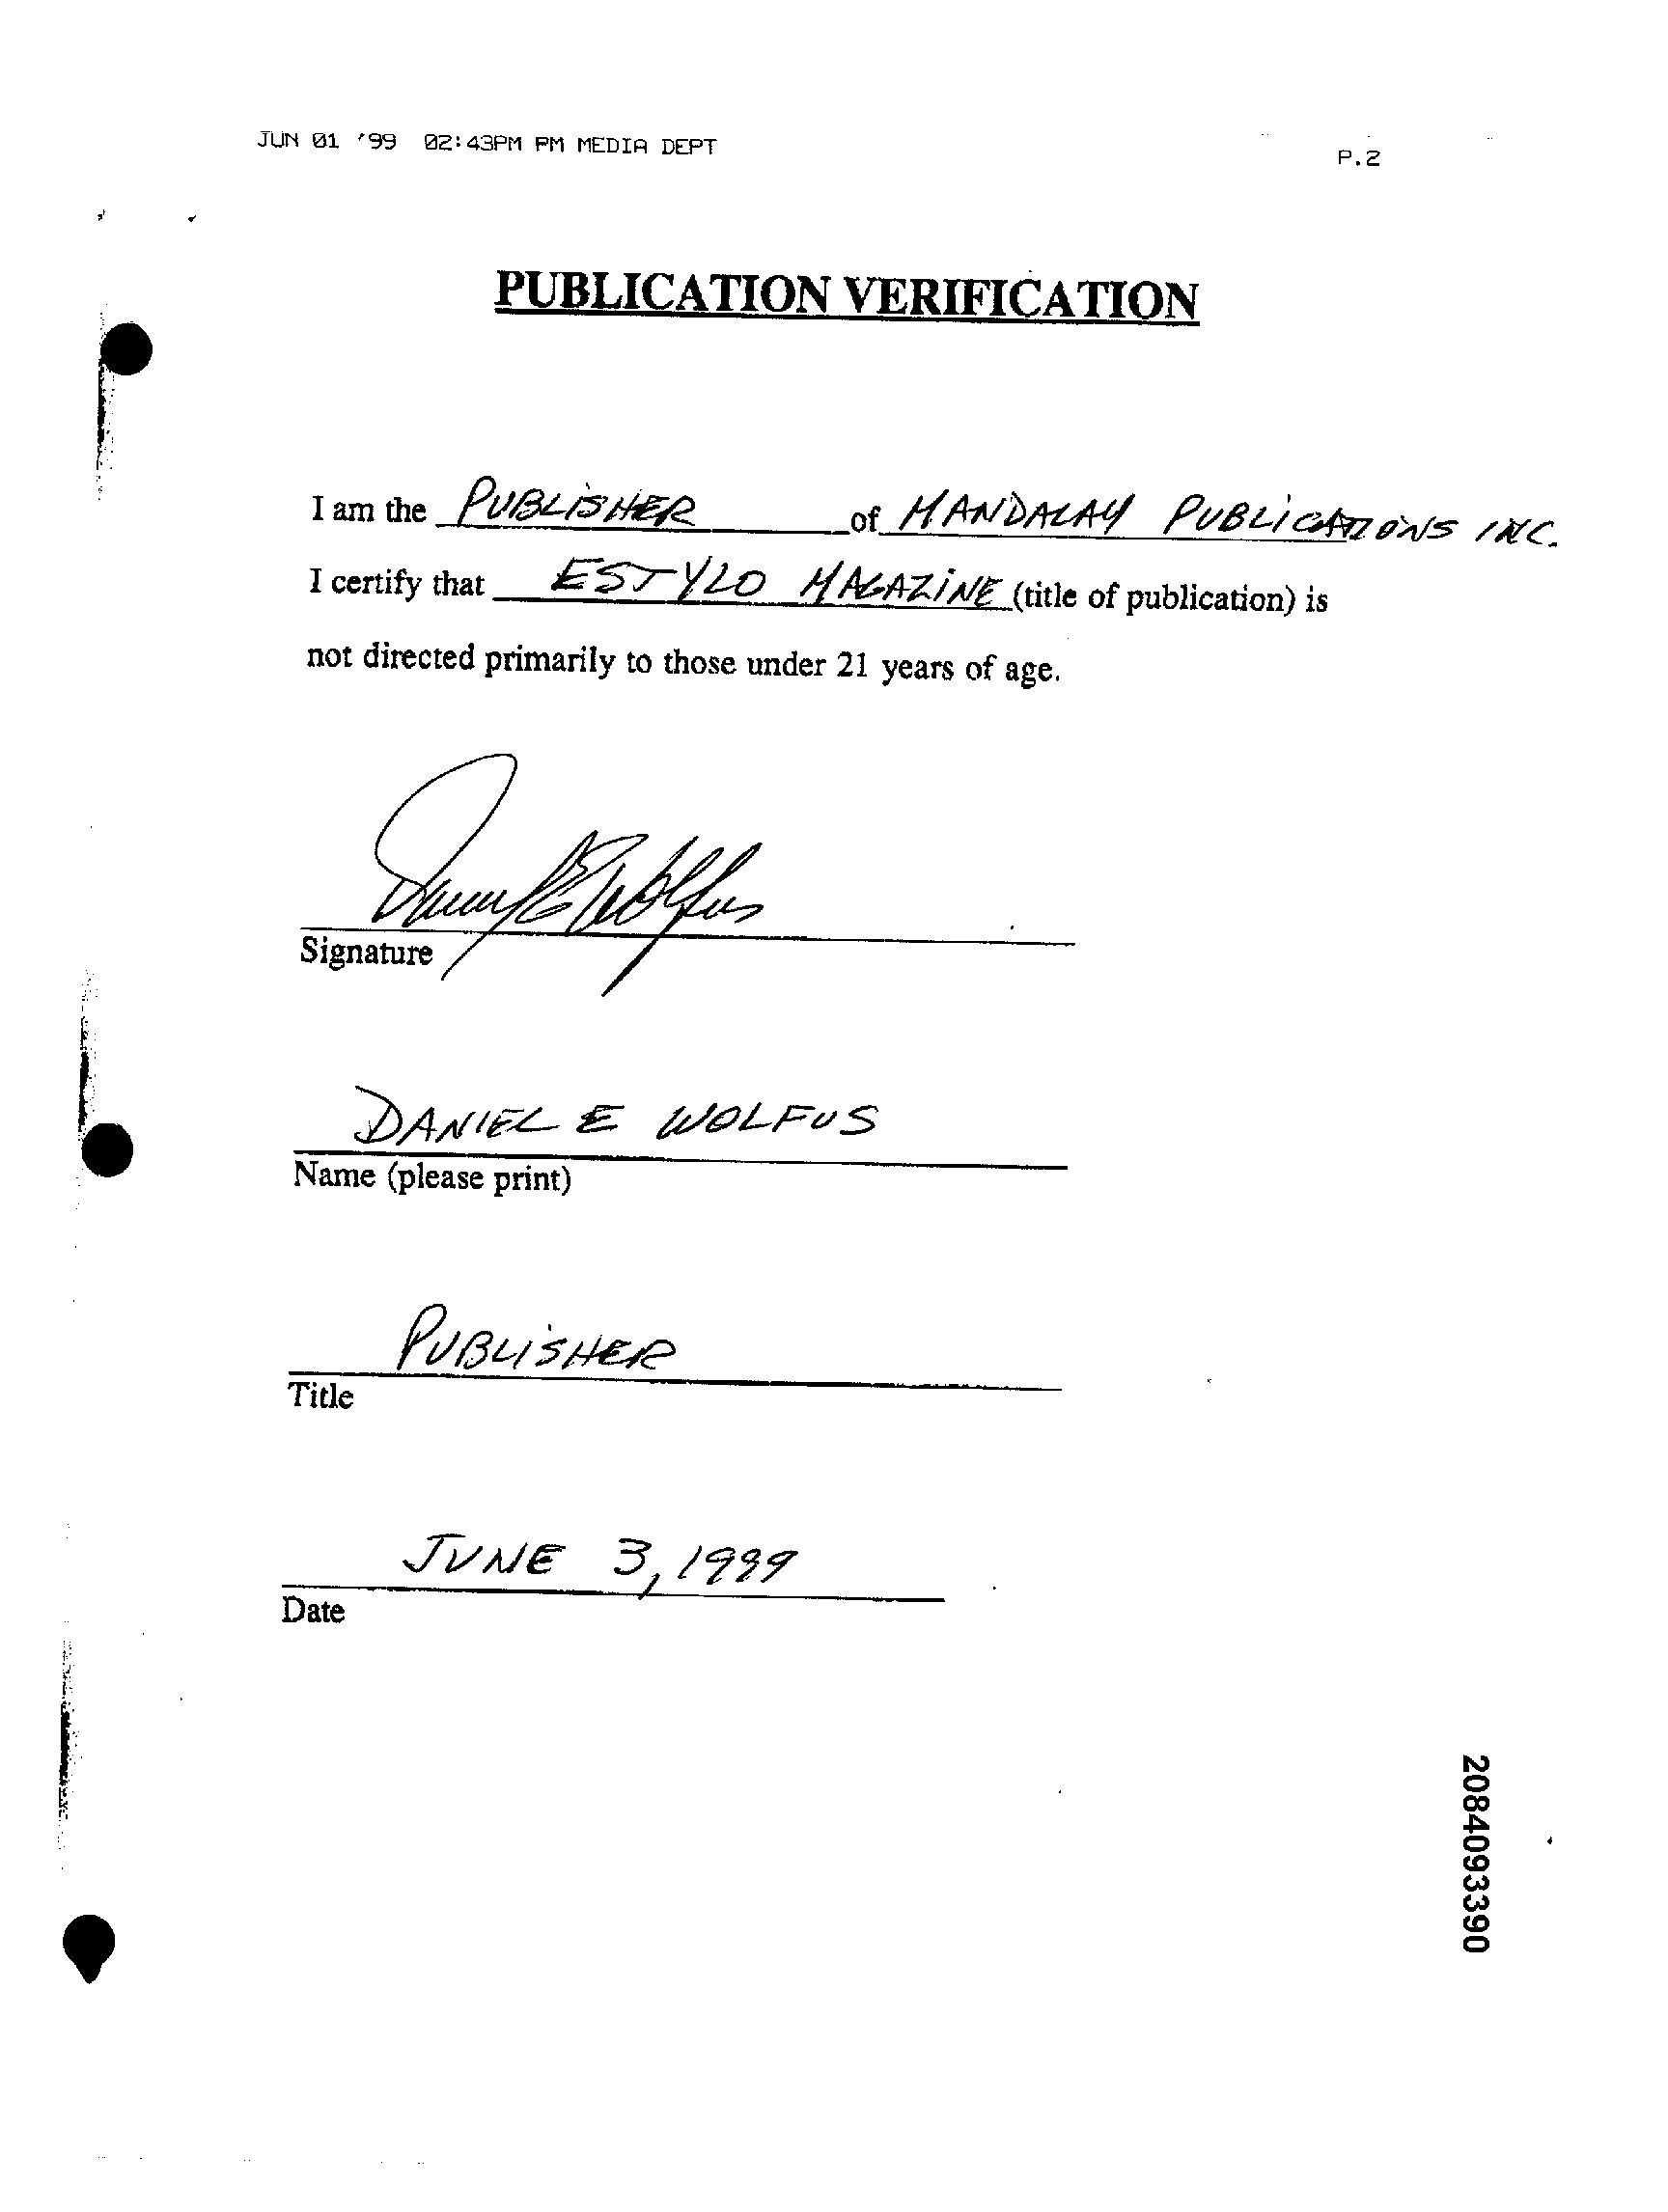 JUN 01 '99 02:43PM PM MEDIA DEPT P.2
PUBLICATION VERIFICATION
I am the PUBLISHER of MANDALAY PUBLICATIONS INC.
I certify that ESTYLO MAGAZINE (title of publication) is
not directed primarily to those under 21 years of age.
Daniel E Wolfus
Signature
DANIEL E WOLFUS
Name (please print)
PUBLISHER
Title
JUNE 3, 1999
Date
2084093390